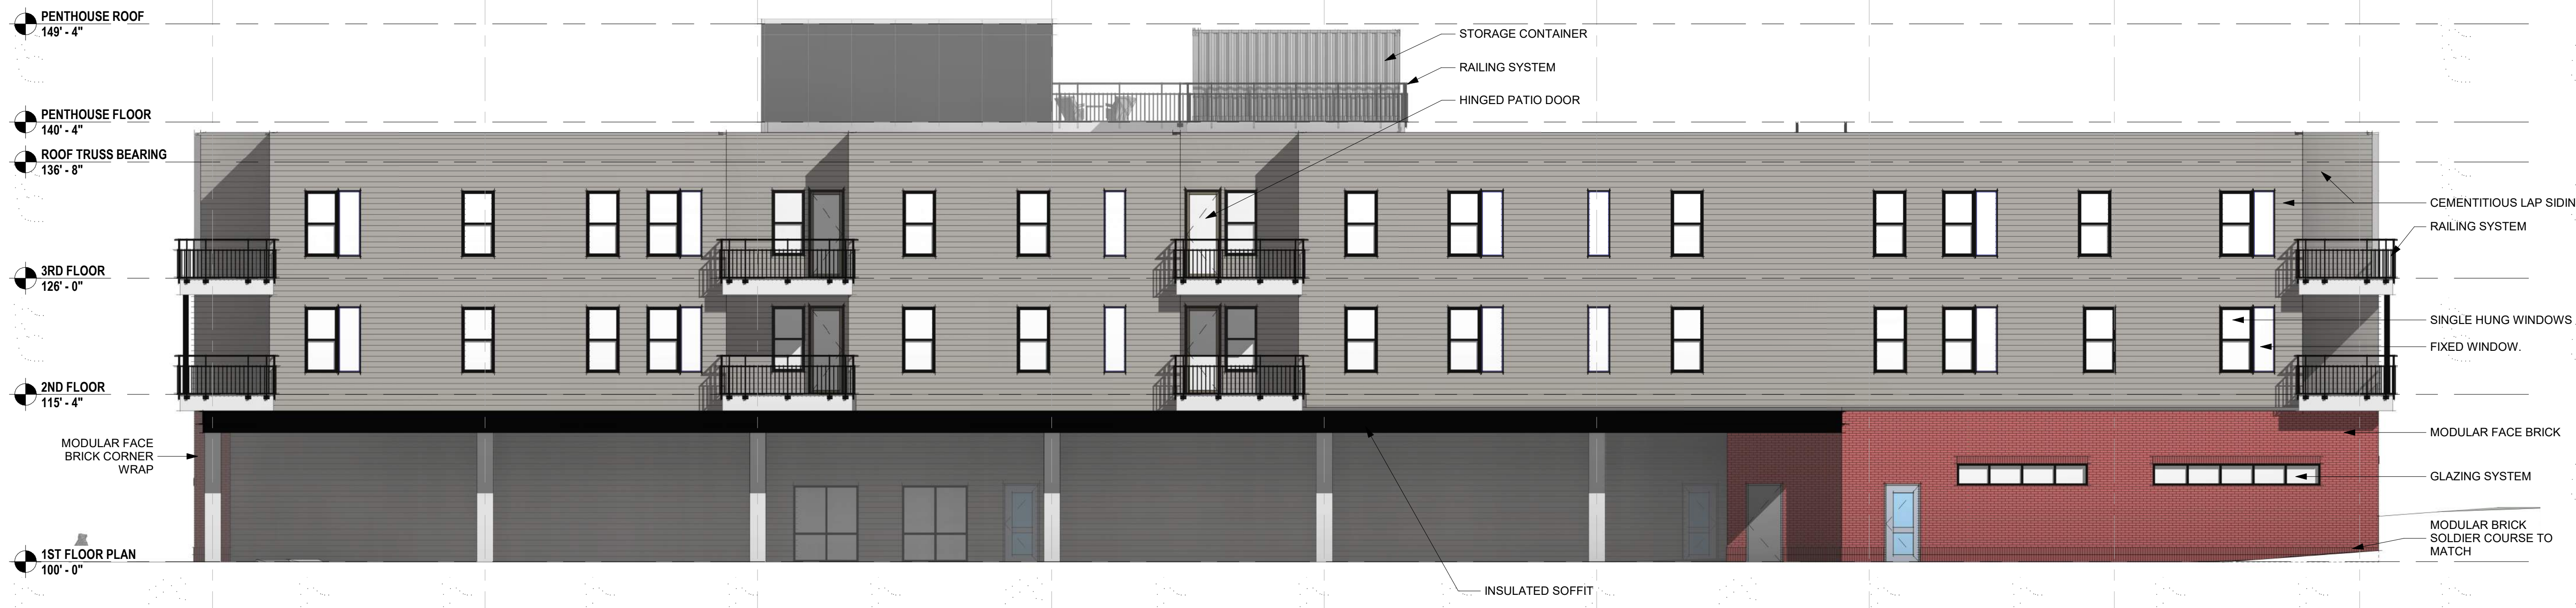 PENTHOUSE ROOF
149' - 4"
PENTHOUSE FLOOR
140' - 4"
ROOF TRUSS BEARING
136' - 8"
3RD FLOOR
126' - 0"
2ND FLOOR
115' - 4"
MODULAR FACE
BRICK CORNER
WRAP
1ST FLOOR PLAN
100' - 0"
STORAGE CONTAINER
RAILING SYSTEM
HINGED PATIO DOOR
CEMENTITIOUS LAP SIDIN
RAILING SYSTEM
SINGLE HUNG WINDOWS
FIXED WINDOW.
MODULAR FACE BRICK
GLAZING SYSTEM
MODULAR BRICK
SOLDIER COURSE TO
MATCH
INSULATED SOFFIT